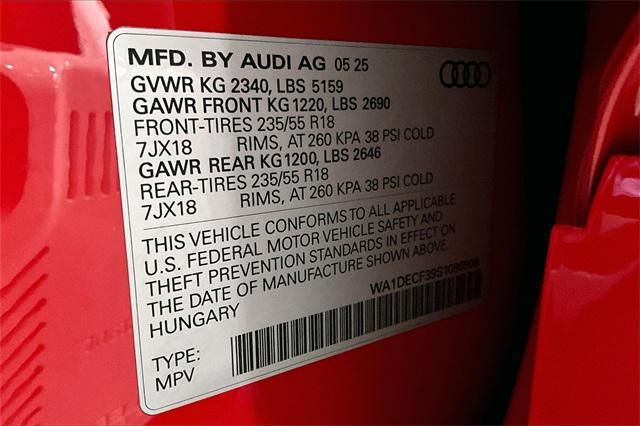 MFD. BY AUDI AG 05 25
GVWR KG 2340, LBS 5159
GAWR FRONT KG 1220, LBS 2690
FRONT-TIRES 235/55 R18
7JX18 RIMS, AT 260 KPA 38 PSI COLD
GAWR REAR KG1200, LBS 2646
REAR-TIRES 235/55 R18
7JX18 RIMS, AT 260 KPA 38 PSI COLD
THIS VEHICLE CONFORMS TO ALL APPLICABLE
U.S. FEDERAL MOTOR VEHICLE SAFETY AND
THEFT PREVENTION STANDARDS IN EFFECT ON
THE DATE OF MANUFACTURE SHOWN ABOVE.
HUNGARY WA1DECF39S1090908
TYPE:
MPV